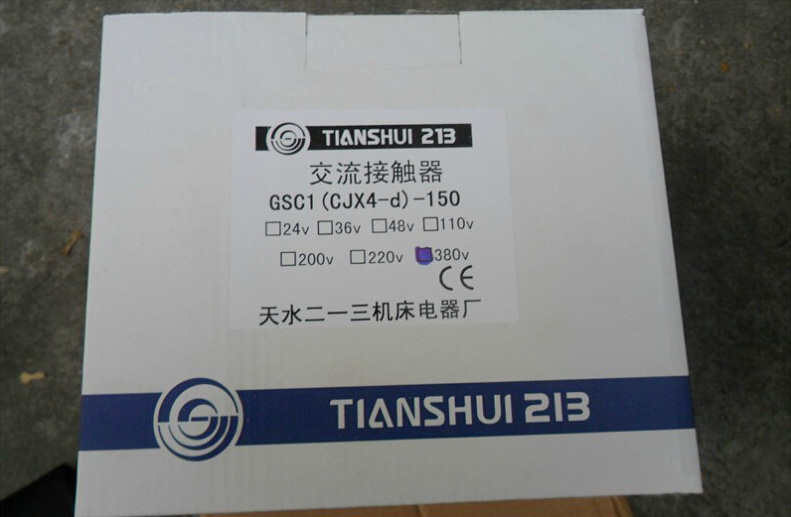 TIANSHUI 213
交流接触器
GSC1(CJX4-d)-150
24v 36v 48v 110v
200v 220v 380v
CE
天水二一三机床电器厂
TIANSHUI 213